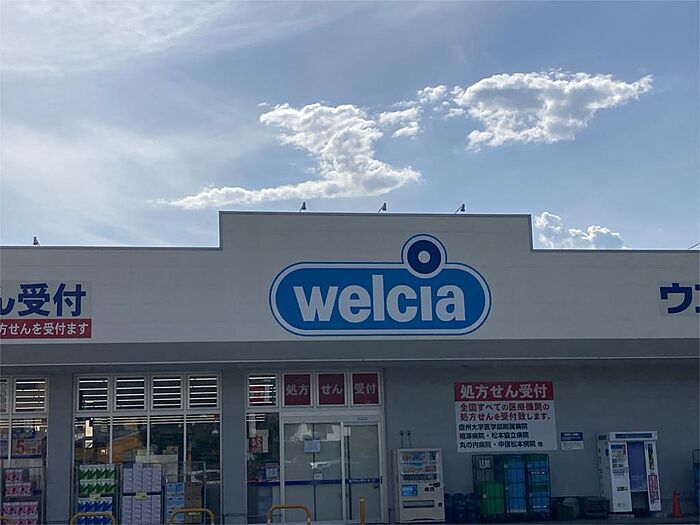 ん受付
方せんを受付ます
welcia
ウエ
処方
せん
受付
処方せん受付
全国すべての医療機関の
処方せんを受付致します。
信州大学医学部附属病院
相澤病院・松本協立病院
丸の内病院・中信松本病院 他